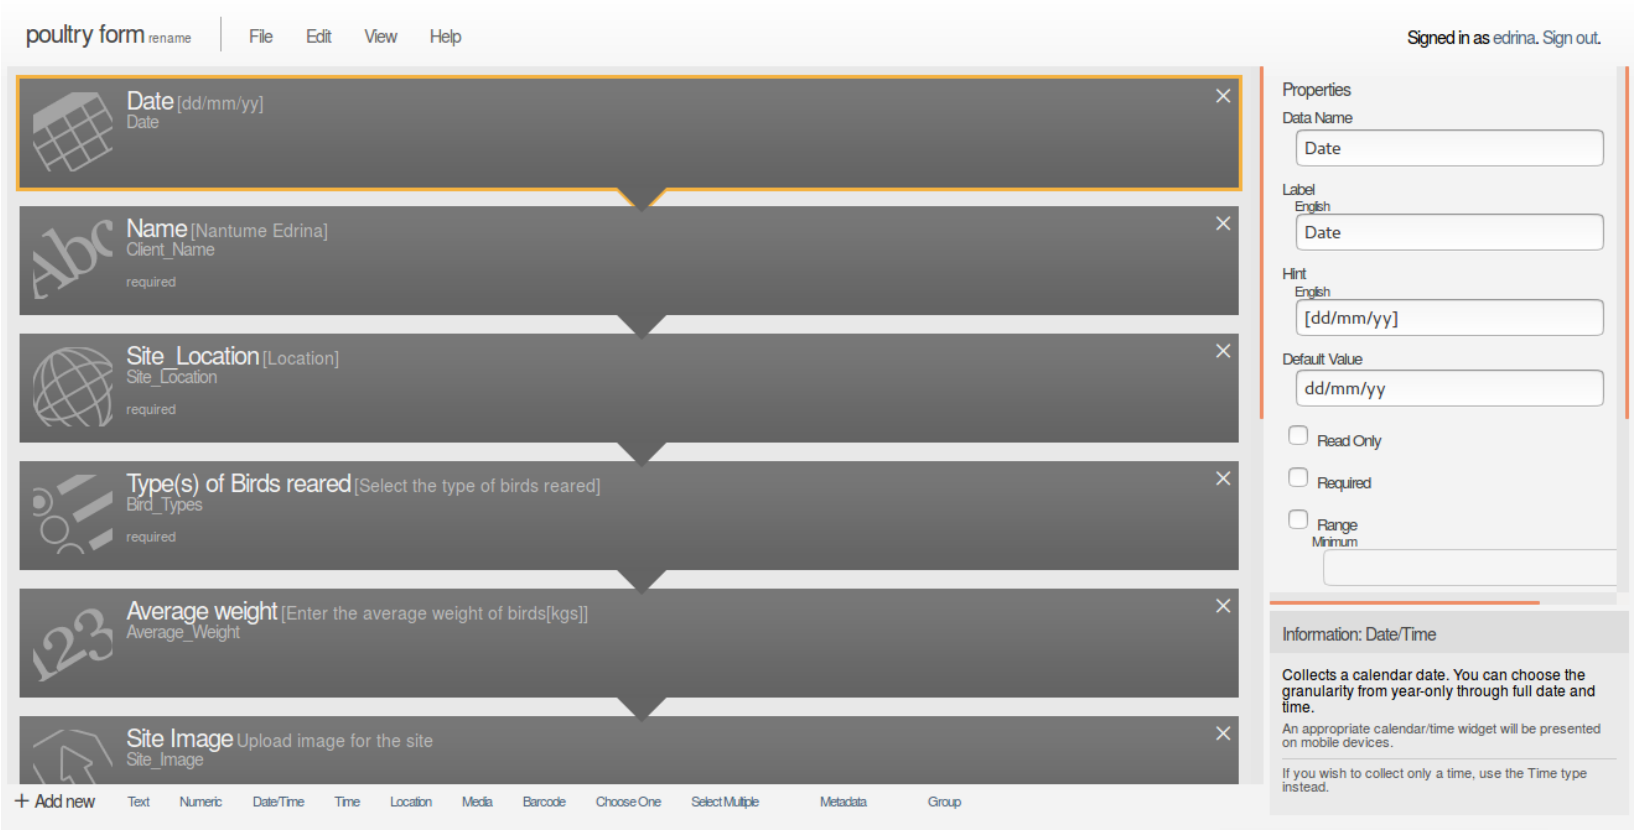 poultry form rename File Edit View Help
Signed in as edrina. Sign out.
Date [dd/mm/yy]
Date
Abc
Name [Nantume Edrina]
Client_Name
required
Site_Location [Location]
Site_Location
required
Type(s) of Birds reared [Select the type of birds reared]
Bird_Types
required
123
Average weight [Enter the average weight of birds[kgs]]
Average_Weight
Site Image Upload image for the site
Site_Image
+ Add new Text Numeric Date/Time Time Location Media Barcode Choose One Select Multiple Metadata Group
Properties
Data Name
Date
Label
English
Date
Hint
English
[dd/mm/yy]
Default Value
dd/mm/yy
Read Only
Required
Range
Minimum
Information: Date/Time
Collects a calendar date. You can choose the
granularity from year-only through full date and
time.
An appropriate calendar/time widget will be presented
on mobile devices.
If you wish to collect only a time, use the Time type
instead.